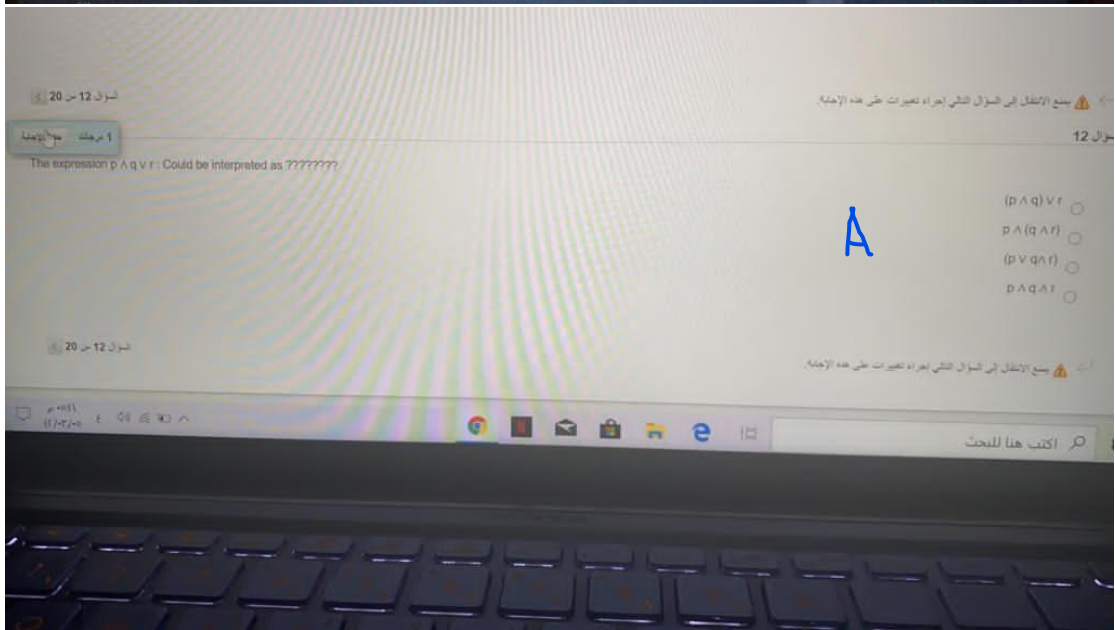 السؤال 12 من 20
يمنع الانتقال إلى السؤال التالي إجراء تغييرات على هذه الإجابة.
سؤال 12
1 درجات
The expression p ∧ q ∨ r : Could be interpreted as ????????
(p ∧ q) ∨ r
p ∧ (q ∧ r)
(p ∨ q∧ r)
p ∧ q ∧ r
A
السؤال 12 من 20
يمنع الانتقال إلى السؤال التالي إجراء تغييرات على هذه الإجابة.
اكتب هنا للبحث